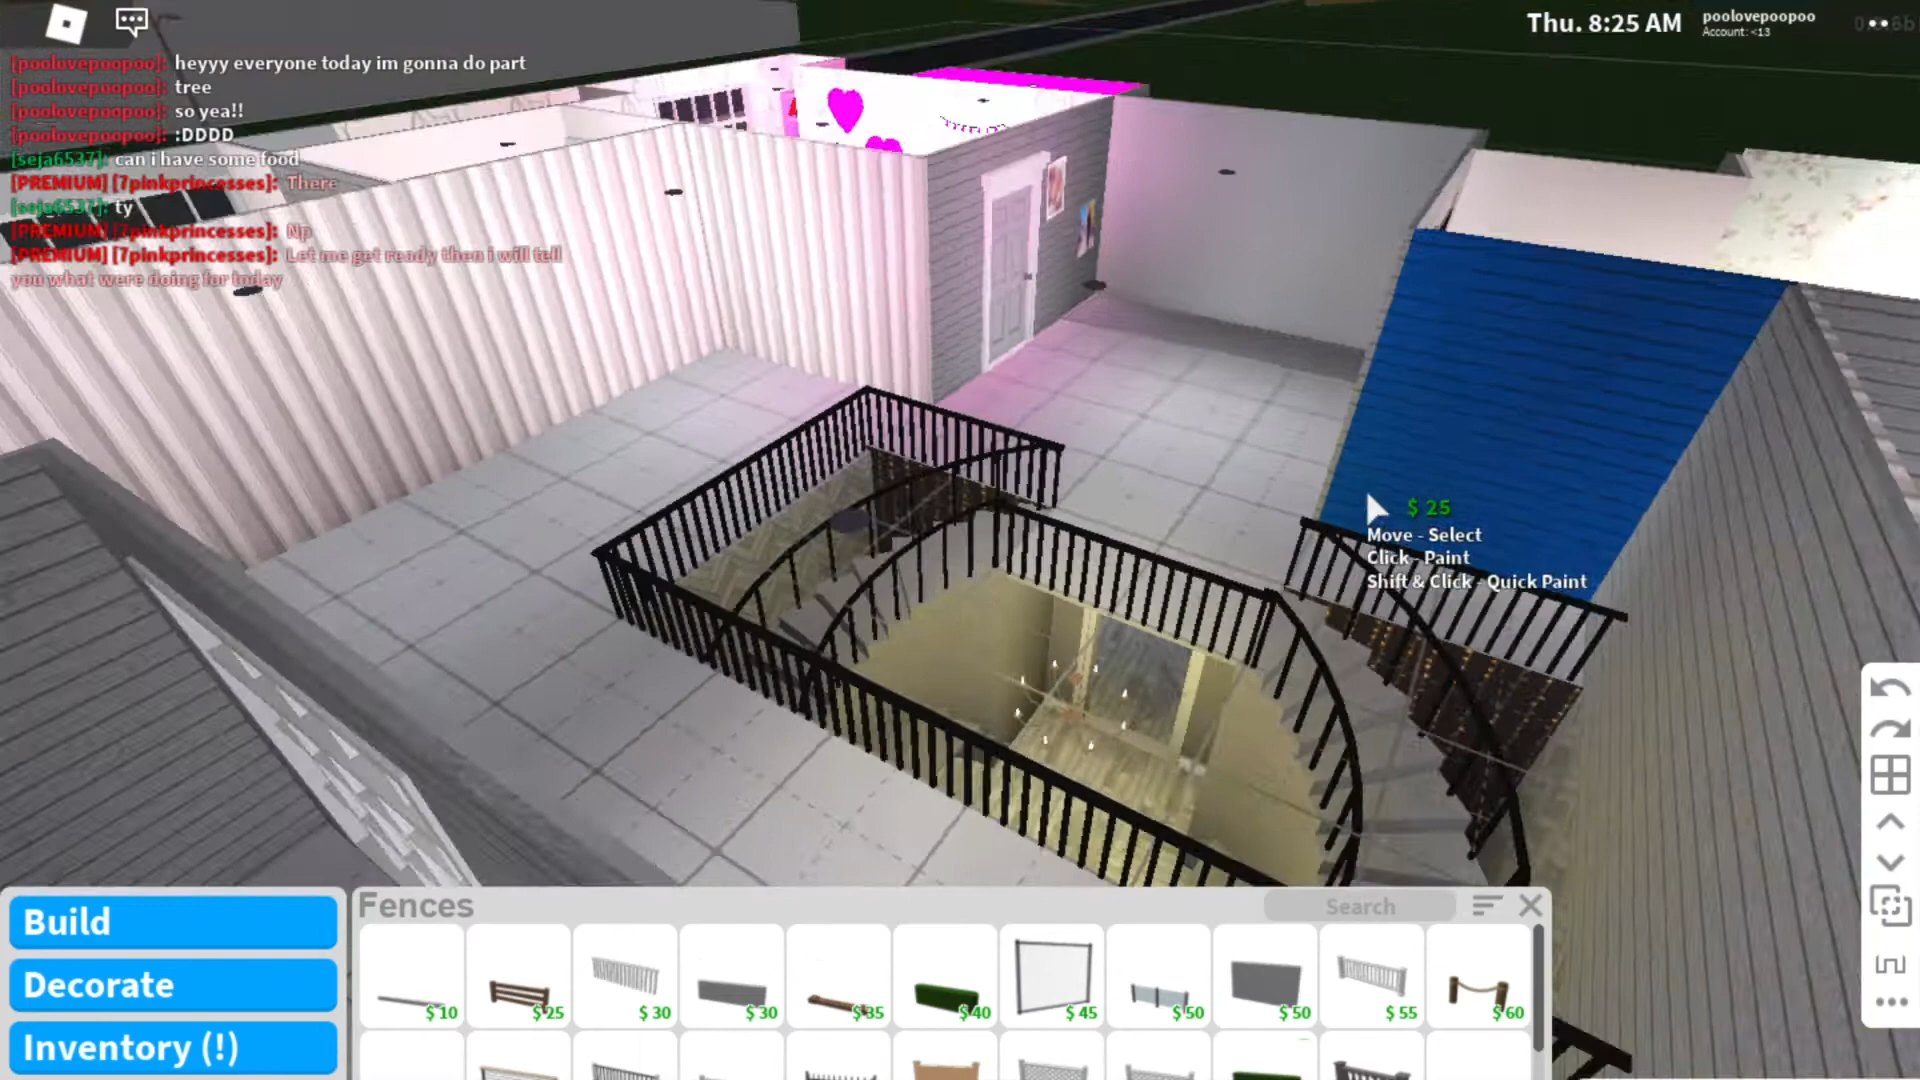 Thu. 8:25 AM
poolovepoopoo
Account: <13
[poolovepoopoo]: heyyy everyone today im gonna do part
[poolovepoopoo]: tree
[poolovepoopoo]: so yea!!
[poolovepoopoo]: :DDDD
[seja6537]: can i have some food
[PREMIUM] [7pinkprincesses]: There
[seja6537]: ty
[PREMIUM] [7pinkprincesses]: Np
[PREMIUM] [7pinkprincesses]: Let me get ready then i will tell
you what were doing for today
$ 25
Move - Select
Click - Paint
Shift & Click - Quick Paint
Build
Decorate
Inventory (!)
Fences
Search
$ 10
$ 25
$ 30
$ 30
$ 35
$ 40
$ 45
$ 50
$ 50
$ 55
$ 60